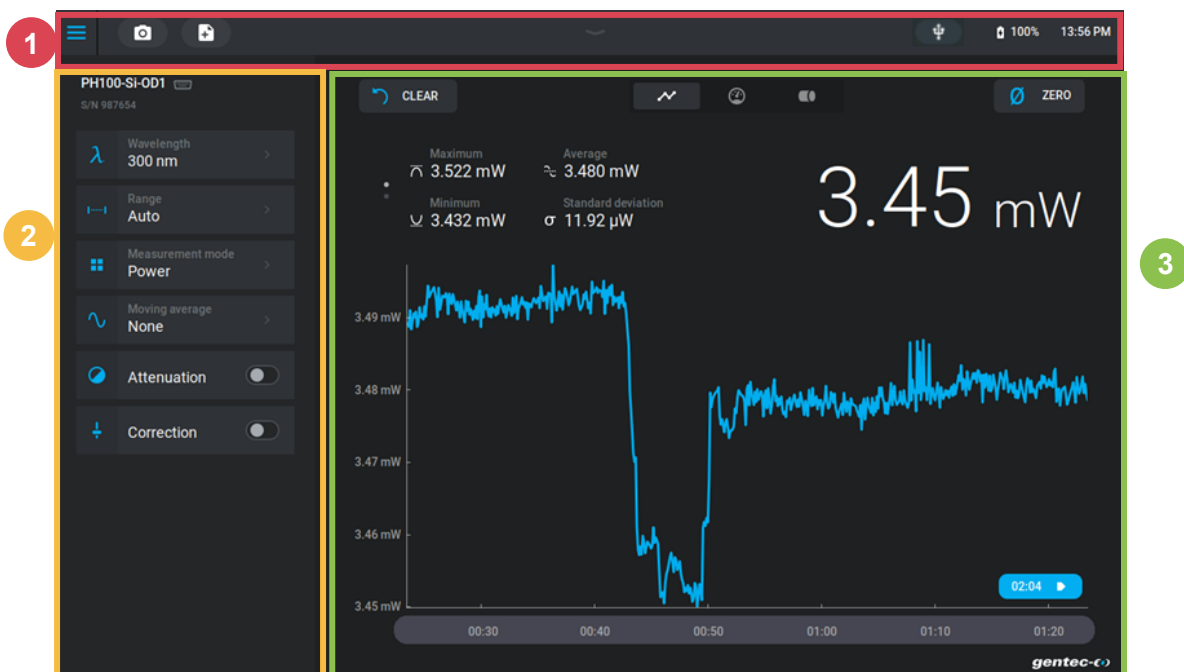 1
100% 13:56 PM
2
PH100-Si-OD1
S/N 987654
λ Wavelength
300 nm
Range
Auto
Measurement mode
Power
Moving average
None
Attenuation
Correction
3
CLEAR
Ø ZERO
Maximum
3.522 mW
Average
3.480 mW
Minimum
3.432 mW
Standard deviation
σ 11.92 µW
3.45 mW
3.49 mW
3.48 mW
3.47 mW
3.46 mW
3.45 mW
02:04
00:30 00:40 00:50 01:00 01:10 01:20
gentec-eo